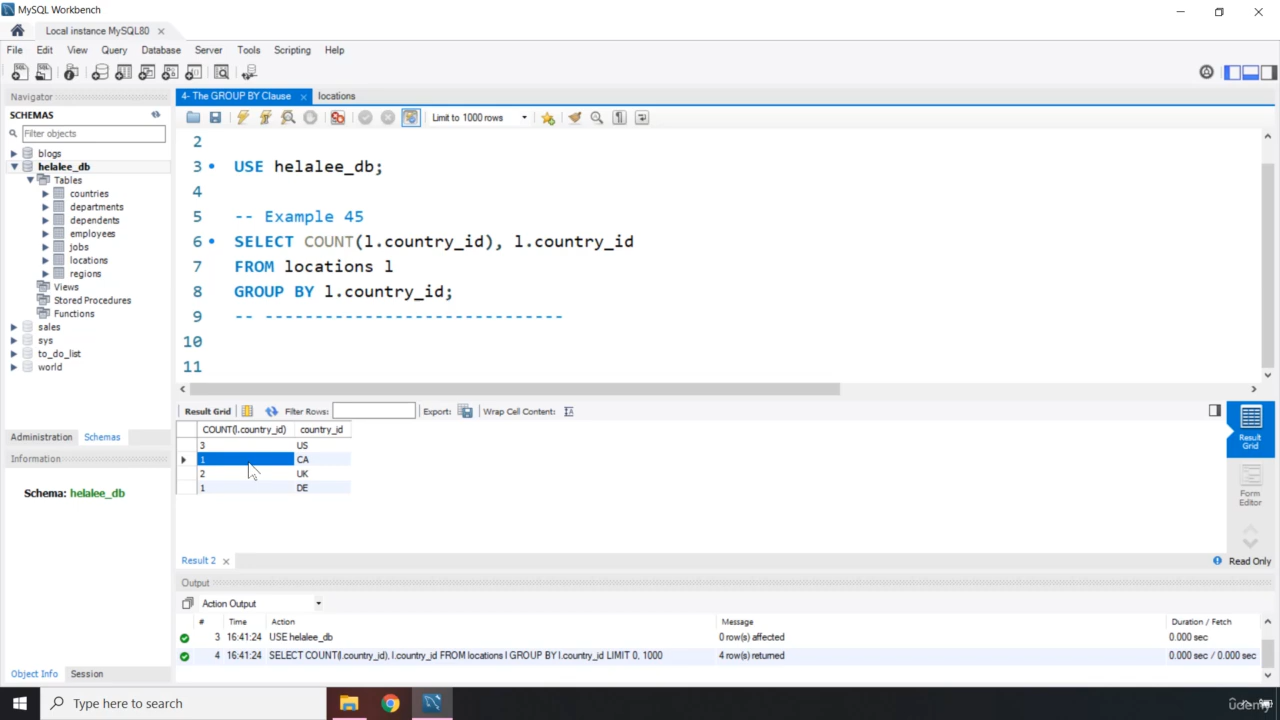 MySQL Workbench
Local instance MySQL80
File Edit View Query Database Server Tools Scripting Help
Navigator
SCHEMAS
Filter objects
blogs
helalee_db
Tables
countries
departments
dependents
employees
jobs
locations
regions
Views
Stored Procedures
Functions
sales
sys
to_do_list
world
Administration Schemas
Information
Schema: helalee_db
Object Info Session
4- The GROUP BY Clause locations
Limit to 1000 rows
2
3 USE helalee_db;
4
5 -- Example 45
6 SELECT COUNT(l.country_id), l.country_id
7 FROM locations l
8 GROUP BY l.country_id;
9 -- ------------------------------
10
11
Result Grid Filter Rows: Export: Wrap Cell Content:
COUNT(l.country_id) country_id
3 US
1 CA
2 UK
1 DE
Result Grid
Form Editor
Result 2 Read Only
Output
Action Output
# Time Action Message Duration / Fetch
3 16:41:24 USE helalee_db 0 row(s) affected 0.000 sec
4 16:41:24 SELECT COUNT(l.country_id), l.country_id FROM locations l GROUP BY l.country_id LIMIT 0, 1000 4 row(s) returned 0.000 sec / 0.000 sec
Type here to search
udemy